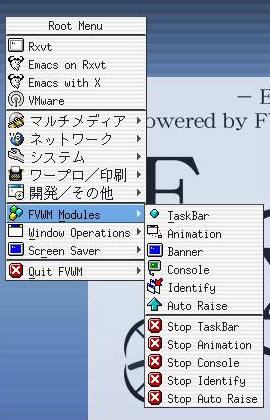 Root Menu
Rxvt
Emacs on Rxvt
Emacs with X
VMware
マルチメディア
ネットワーク
システム
ワープロ/印刷
開発/その他
FVWM Modules
Window Operations
Screen Saver
Quit FVWM
TaskBar
Animation
Banner
Console
Identify
Auto Raise
Stop TaskBar
Stop Animation
Stop Console
Stop Identify
Stop Auto Raise
– E
owered by FV
F